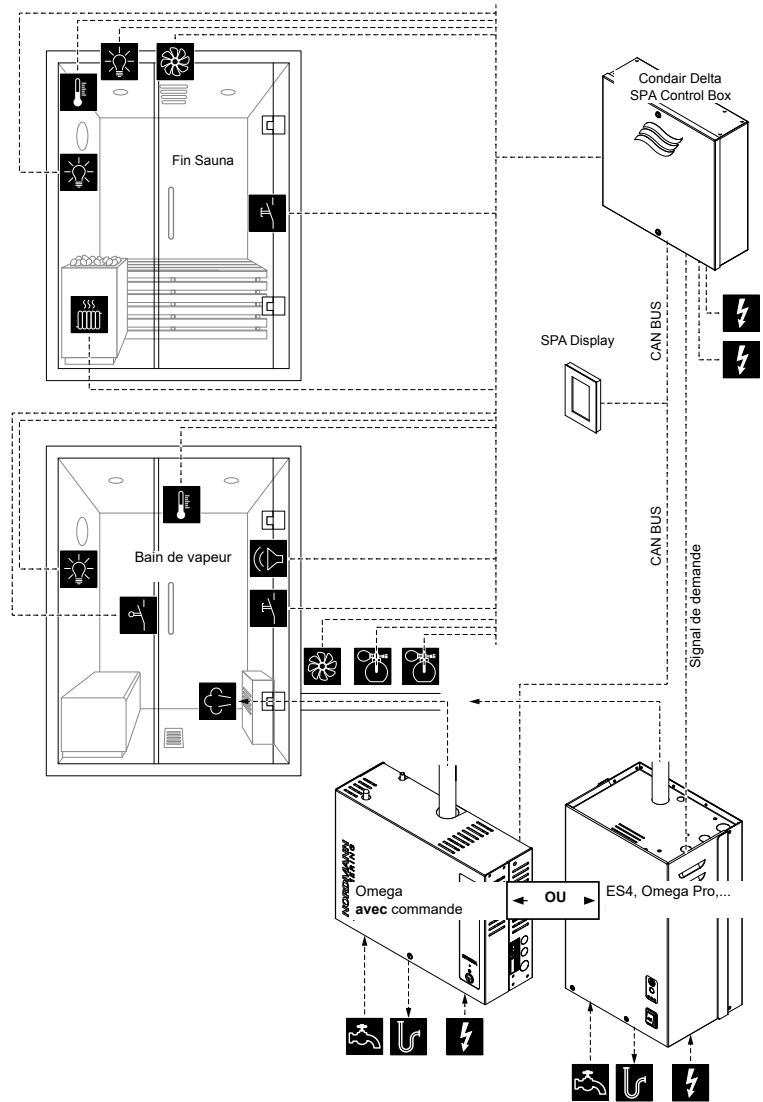 Condair Delta
SPA Control Box
Fin Sauna
SPA Display
CAN BUS
Bain de vapeur
CAN BUS
Signal de demande
NORDMANN
Omega
avec commande
OU
ES4, Omega Pro,...